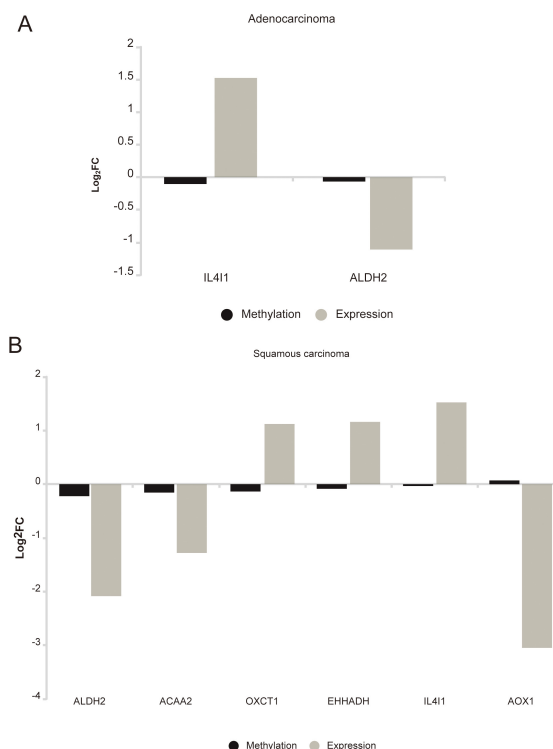 A
Adenocarcinoma
2
1.5
1
0.5
0
-0.5
-1
-1.5
Log₂FC
IL4I1 ALDH2
Methylation Expression
B
Squamous carcinoma
2
1
0
-1
-2
-3
-4
Log²FC
ALDH2 ACAA2 OXCT1 EHHADH IL4I1 AOX1
Methylation Expression